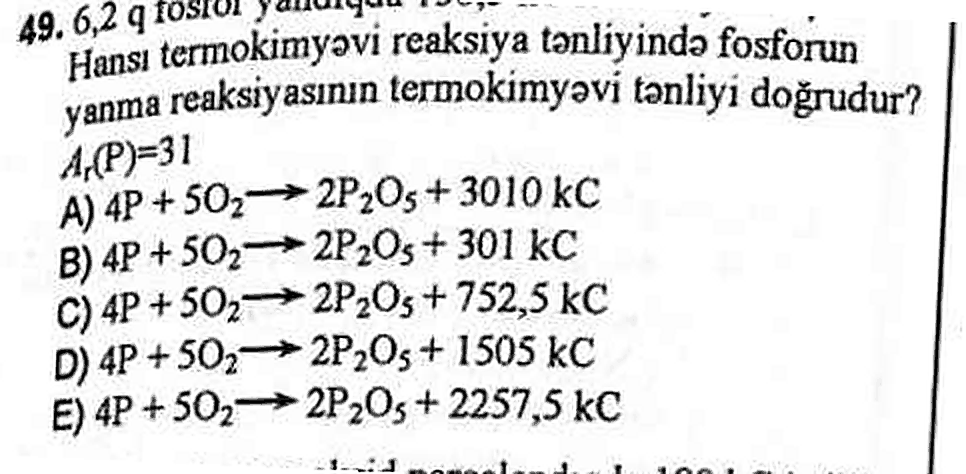 49. 6,2 q fosfor yandıqda
Hansı termokimyəvi reaksiya tənliyində fosforun
yanma reaksiyasının termokimyəvi tənliyi doğrudur?
Aᵣ(P)=31
A) 4P + 5O₂ ⟶ 2P₂O₅ + 3010 kC
B) 4P + 5O₂ ⟶ 2P₂O₅ + 301 kC
C) 4P + 5O₂ ⟶ 2P₂O₅ + 752,5 kC
D) 4P + 5O₂ ⟶ 2P₂O₅ + 1505 kC
E) 4P + 5O₂ ⟶ 2P₂O₅ + 2257,5 kC